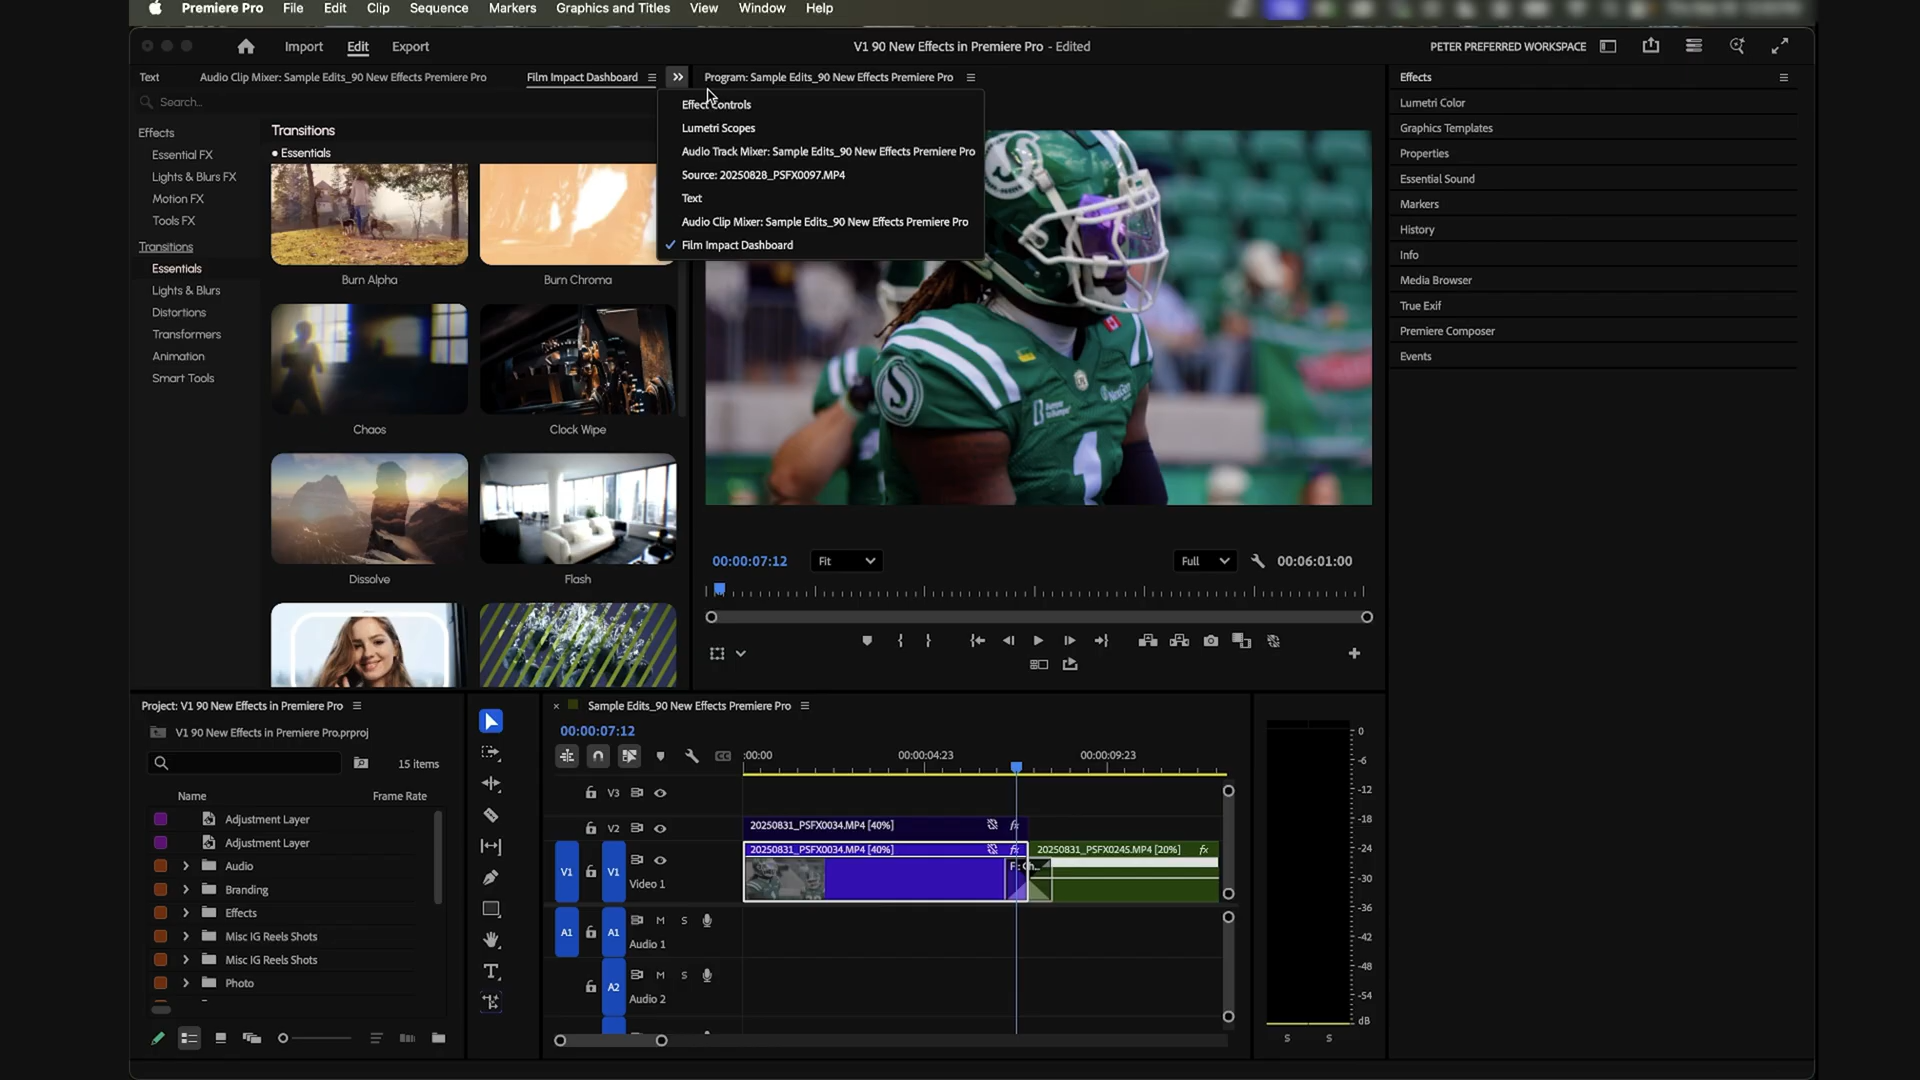 Premiere Pro File Edit Clip Sequence Markers Graphics and Titles View Window Help
Import Edit Export
V1 90 New Effects in Premiere Pro - Edited
PETER PREFERRED WORKSPACE
Text Audio Clip Mixer: Sample Edits_90 New Effects Premiere Pro Film Impact Dashboard
Program: Sample Edits_90 New Effects Premiere Pro
Search...
Effects
Essential FX
Lights & Blurs FX
Motion FX
Tools FX
Transitions
Essentials
Lights & Blurs
Distortions
Transformers
Animation
Smart Tools
Transitions
Essentials
Burn Alpha
Burn Chroma
Chaos
Clock Wipe
Dissolve
Flash
Effect Controls
Lumetri Scopes
Audio Track Mixer: Sample Edits_90 New Effects Premiere Pro
Source: 20250828_PSFX0097.MP4
Text
Audio Clip Mixer: Sample Edits_90 New Effects Premiere Pro
Film Impact Dashboard
S
1
00:00:07:12
Fit
Full
00:06:01:00
Effects
Lumetri Color
Graphics Templates
Properties
Essential Sound
Markers
History
Info
Media Browser
True Exif
Premiere Composer
Events
Project: V1 90 New Effects in Premiere Pro
V1 90 New Effects in Premiere Pro.prproj
15 items
Name Frame Rate
Adjustment Layer
Adjustment Layer
Audio
Branding
Effects
Misc IG Reels Shots
Misc IG Reels Shots
Photo
Sample Edits_90 New Effects Premiere Pro
00:00:07:12
:00:00 00:00:04:23 00:00:09:23
V3
V2
20250831_PSFX0034.MP4 [40%] fx
20250831_PSFX0034.MP4 [40%] fx
20250831_PSFX0245.MP4 [20%] fx
V1 V1
Video 1
A1 A1 M S
Audio 1
A2 M S
Audio 2
0
-6
-12
-18
-24
-30
-36
-42
-48
-54
dB
S S